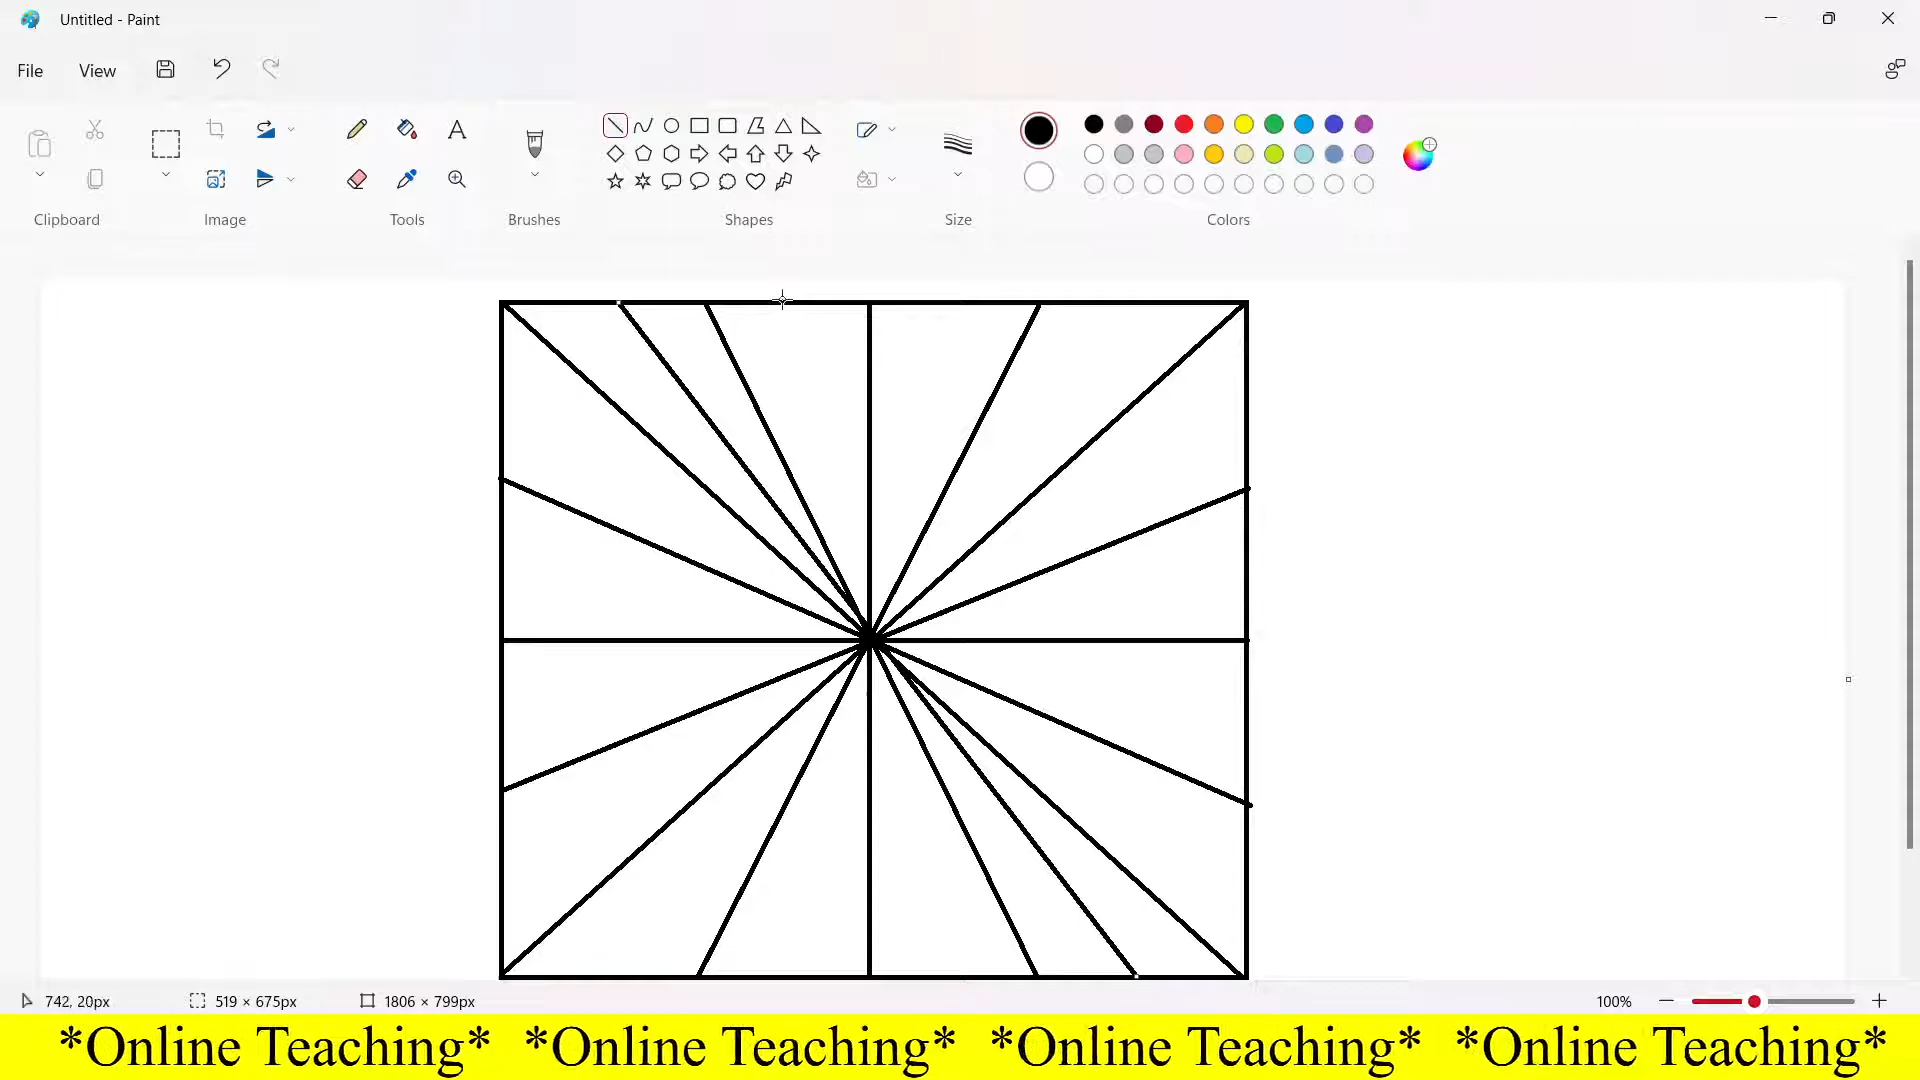 Untitled - Paint
File View
Clipboard Image Tools Brushes Shapes Size Colors
742, 20px 519 × 675px 1806 × 799px 100%
*Online Teaching* *Online Teaching* *Online Teaching* *Online Teaching*